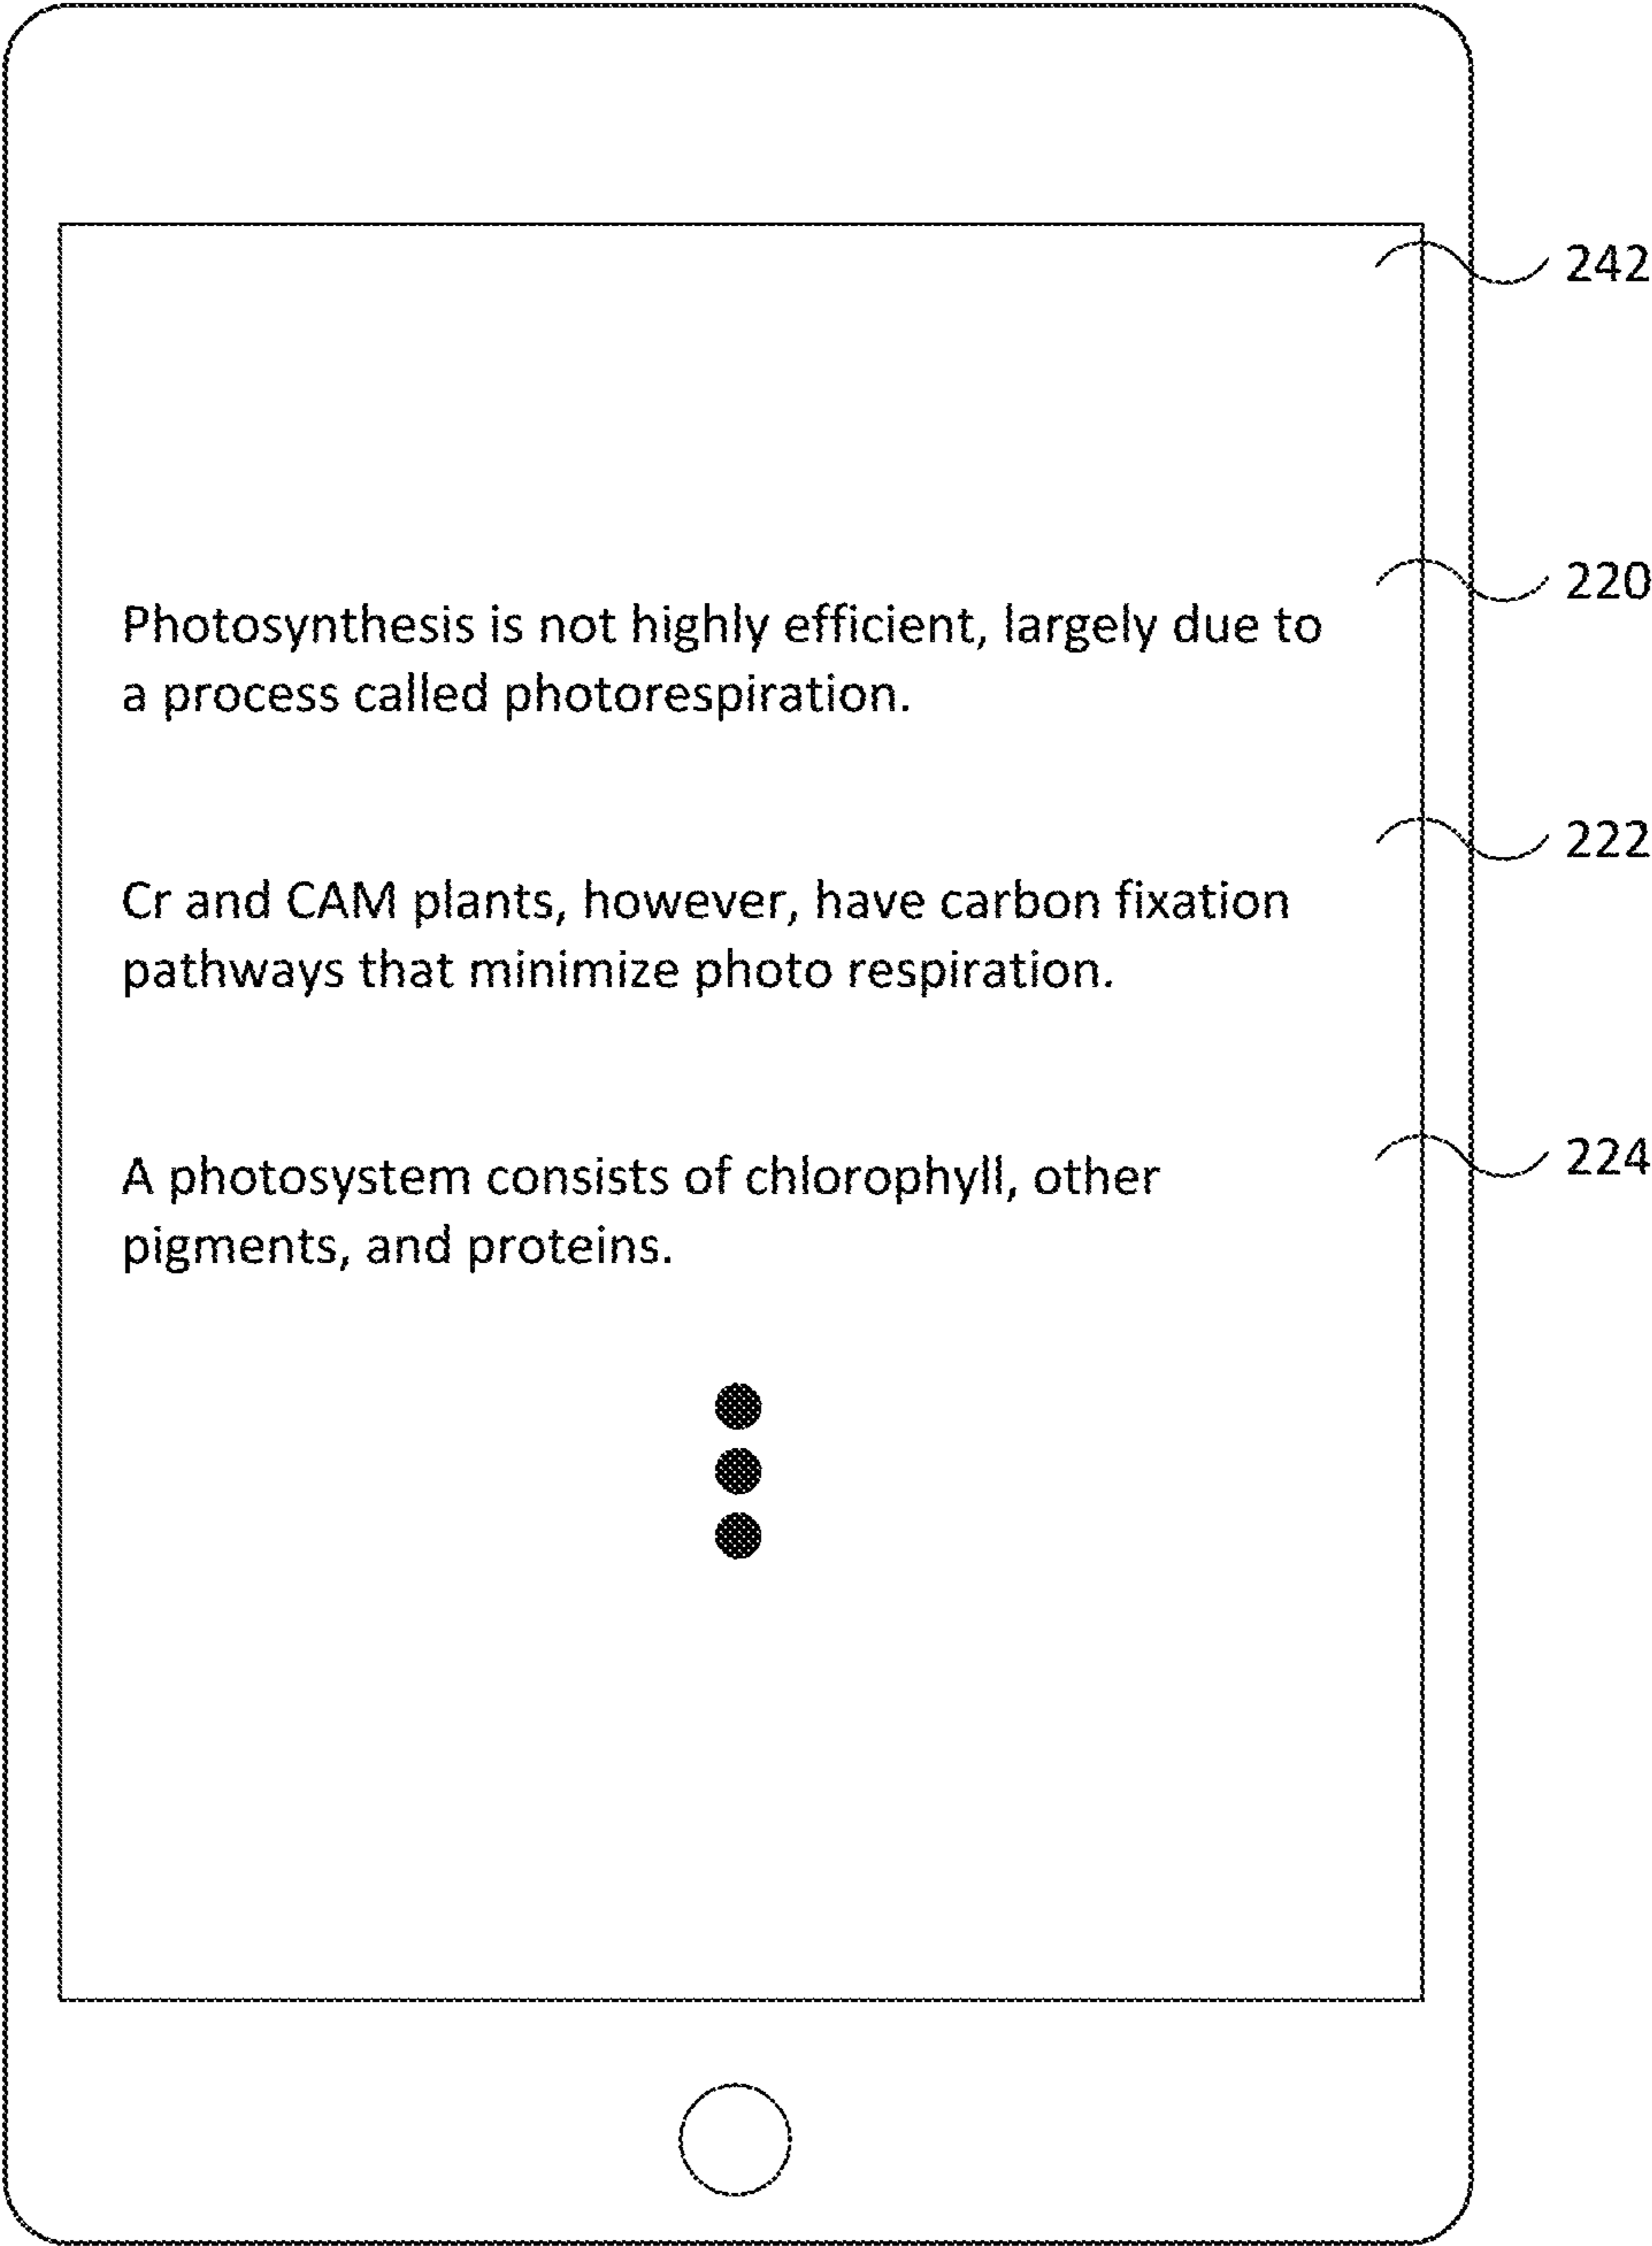 242
220
Photosynthesis is not highly efficient, largely due to
a process called photorespiration.
222
Cr and CAM plants, however, have carbon fixation
pathways that minimize photo respiration.
224
A photosystem consists of chlorophyll, other
pigments, and proteins.